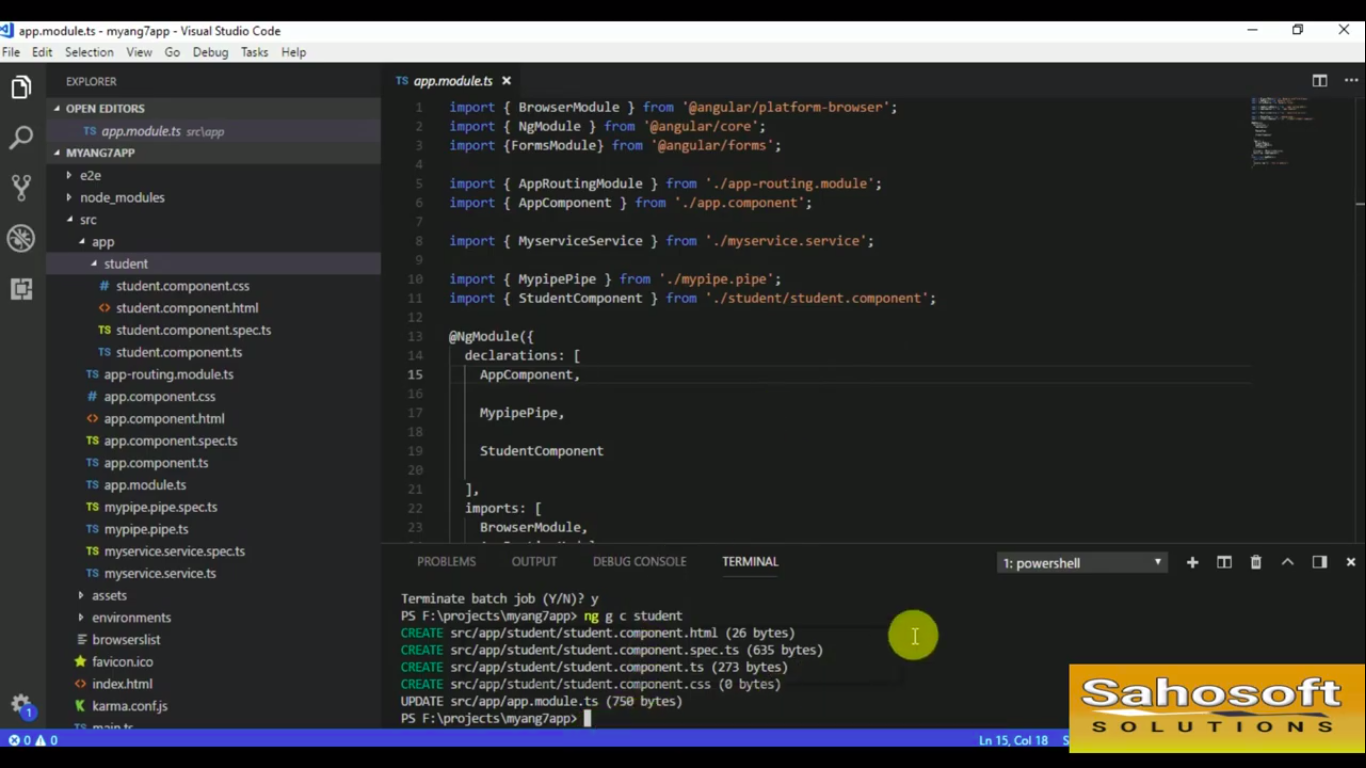 app.module.ts - myang7app - Visual Studio Code
File Edit Selection View Go Debug Tasks Help
EXPLORER
OPEN EDITORS
TS app.module.ts src\app
MYANG7APP
e2e
node_modules
src
app
student
# student.component.css
<> student.component.html
TS student.component.spec.ts
TS student.component.ts
TS app-routing.module.ts
# app.component.css
<> app.component.html
TS app.component.spec.ts
TS app.component.ts
TS app.module.ts
TS mypipe.pipe.spec.ts
TS mypipe.pipe.ts
TS myservice.service.spec.ts
TS myservice.service.ts
assets
environments
browserslist
favicon.ico
<> index.html
karma.conf.js
TS main.ts
1
TS app.module.ts
1 import { BrowserModule } from '@angular/platform-browser';
2 import { NgModule } from '@angular/core';
3 import {FormsModule} from '@angular/forms';
4
5 import { AppRoutingModule } from './app-routing.module';
6 import { AppComponent } from './app.component';
7
8 import { MyserviceService } from './myservice.service';
9
10 import { MypipePipe } from './mypipe.pipe';
11 import { StudentComponent } from './student/student.component';
12
13 @NgModule({
14 declarations: [
15 AppComponent,
16
17 MypipePipe,
18
19 StudentComponent
20
21 ],
22 imports: [
23 BrowserModule,
PROBLEMS OUTPUT DEBUG CONSOLE TERMINAL 1: powershell
Terminate batch job (Y/N)? y
PS F:\projects\myang7app> ng g c student
CREATE src/app/student/student.component.html (26 bytes)
CREATE src/app/student/student.component.spec.ts (635 bytes)
CREATE src/app/student/student.component.ts (273 bytes)
CREATE src/app/student/student.component.css (0 bytes)
UPDATE src/app/app.module.ts (750 bytes)
PS F:\projects\myang7app>
0 0 Ln 15, Col 18
Sahosoft
SOLUTIONS